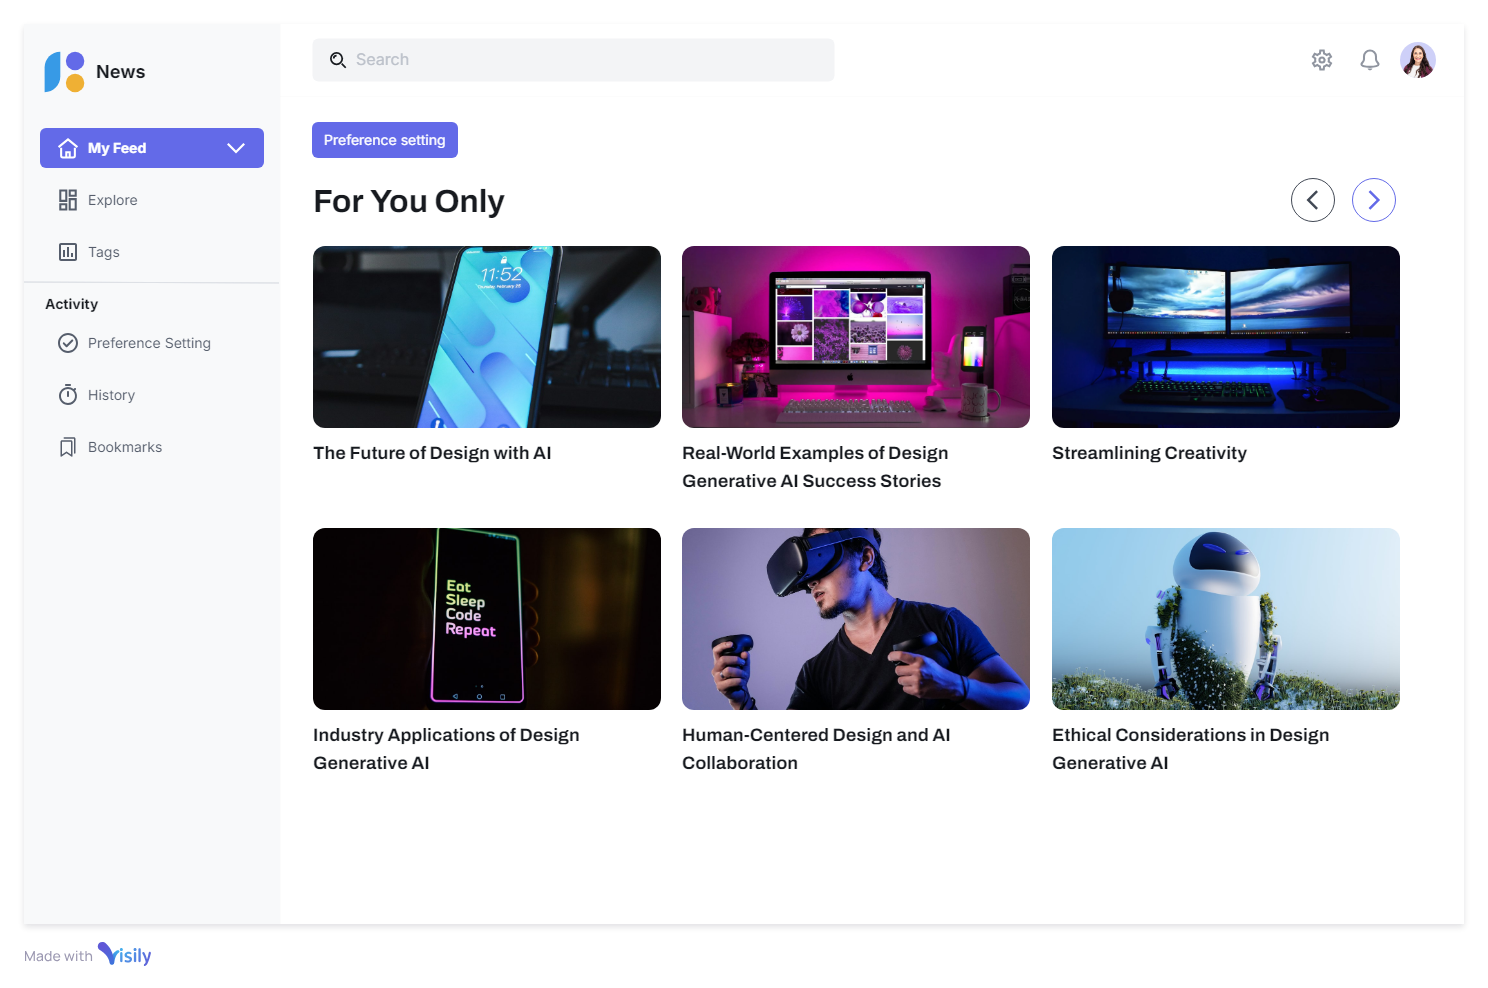 News
Search
My Feed
Explore
Tags
Activity
Preference Setting
History
Bookmarks
Preference setting
For You Only
11:52
The Future of Design with AI
Real-World Examples of Design
Generative AI Success Stories
Streamlining Creativity
Eat
Sleep
Code
Repeat
Industry Applications of Design
Generative AI
Human-Centered Design and AI
Collaboration
Ethical Considerations in Design
Generative AI
Made with Visily